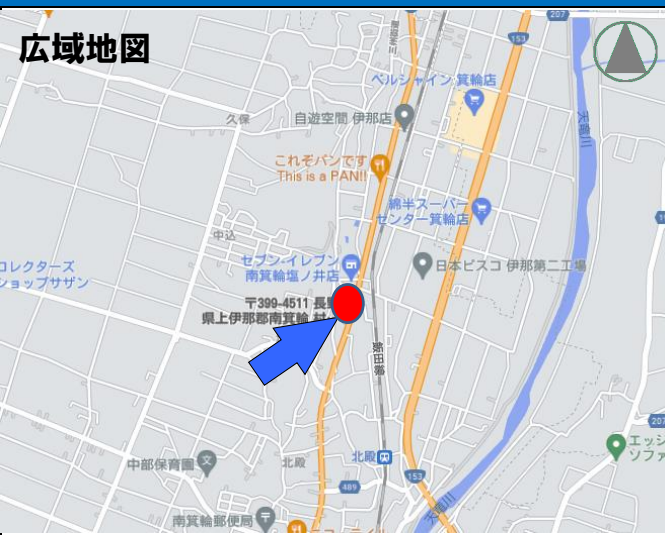 広域地図
207
153
ベルシャイン 箕輪店
久保
自遊空間 伊那店
天竜川
これぞパンです
This is a PAN!!
綿半スーパー
センター箕輪店
中込
セブン-イレブン
南箕輪塩ノ井店
日本ピスコ 伊那第二工場
コレクターズ
ショップサザン
〒399-4511 長野
県上伊那郡南箕輪村
飯田線
207
エッジ
ソファ
中部保育園
北殿
北殿
153
489
天竜川
南箕輪郵便局